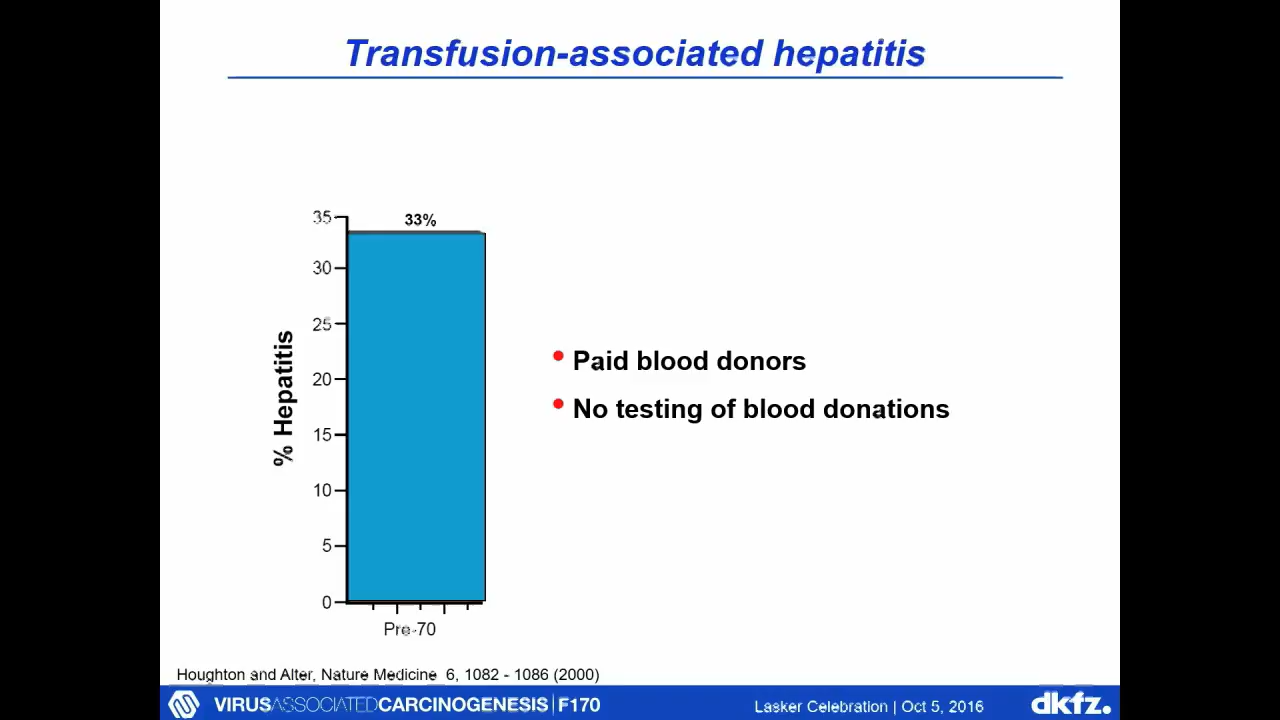 Transfusion-associated hepatitis
35
33%
30
25
20
15
10
5
0
% Hepatitis
Pre-70
• Paid blood donors
• No testing of blood donations
Houghton and Alter, Nature Medicine 6, 1082 - 1086 (2000)
VIRUSASSOCIATEDCARCINOGENESIS | F170
Lasker Celebration | Oct 5, 2016
dkfz.